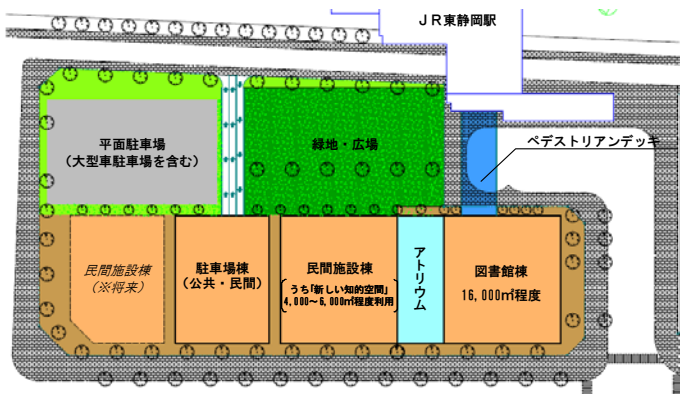 JR東静岡駅
平面駐車場
(大型車駐車場を含む)
緑地・広場
ペデストリアンデッキ
民間施設棟
(※将来)
駐車場棟
(公共・民間)
民間施設棟
うち「新しい知的空間」
4,000～6,000㎡程度利用
アトリウム
図書館棟
16,000㎡程度